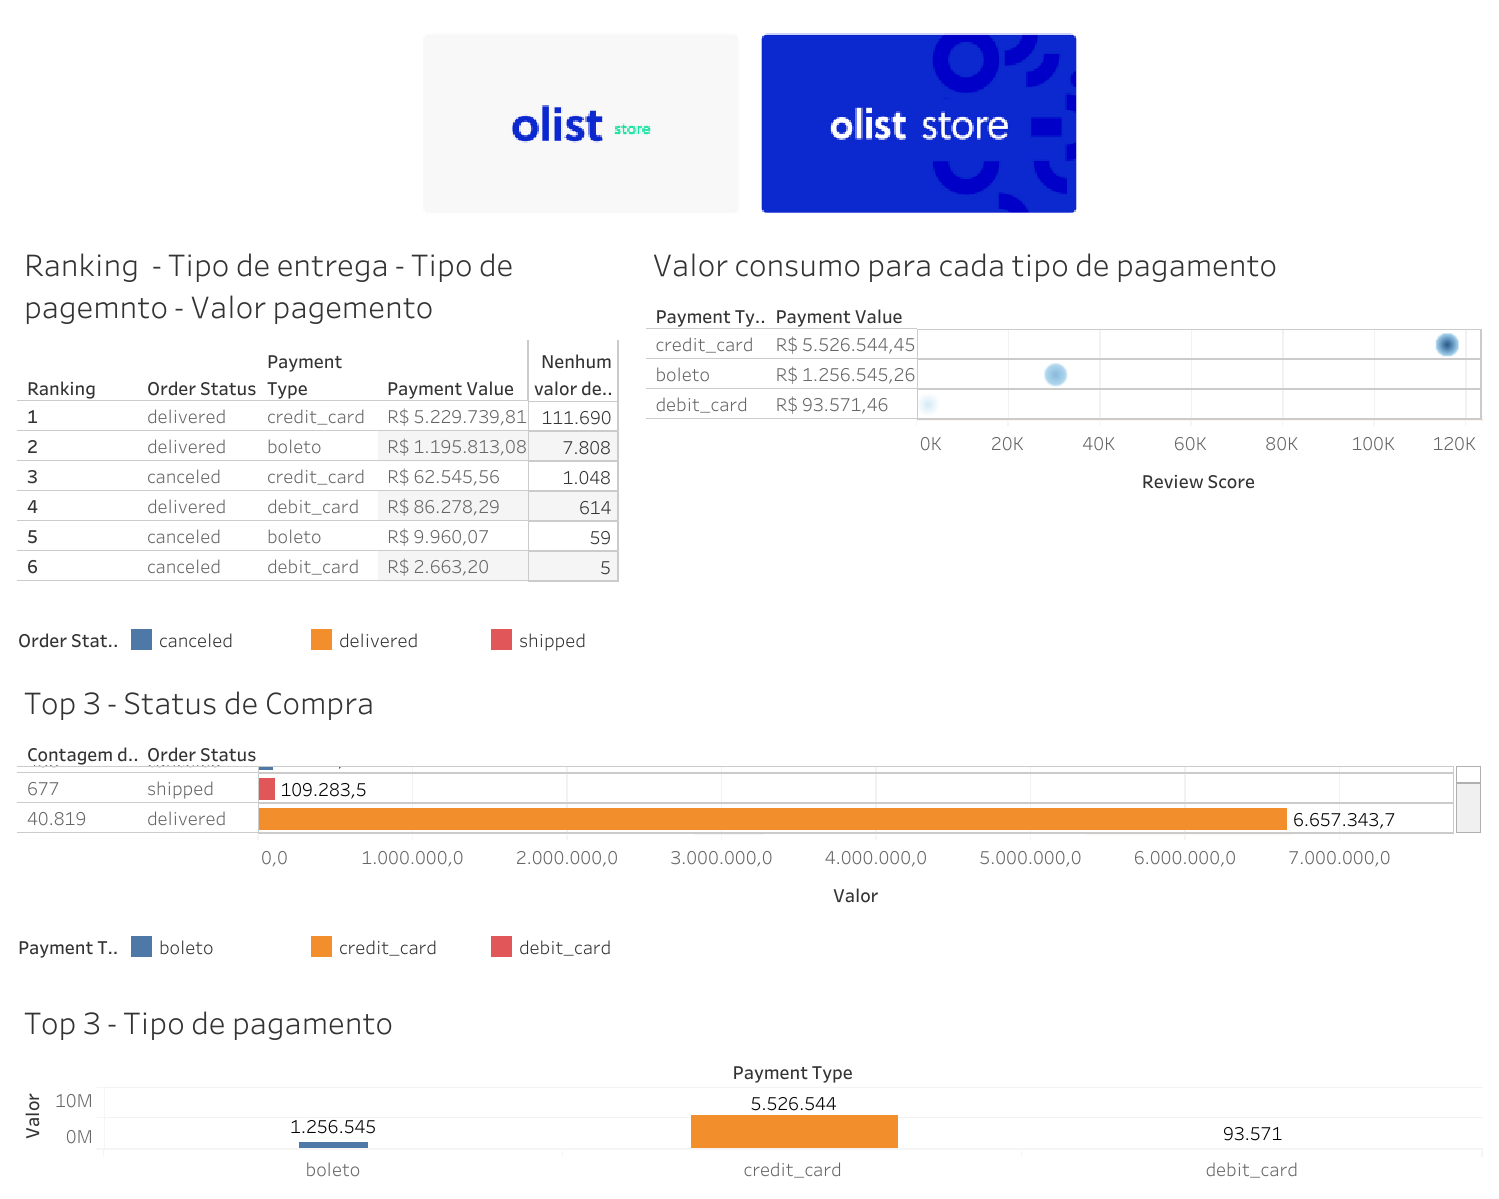 olist store
olist store
Ranking - Tipo de entrega - Tipo de
pagemnto - Valor pagemento
Payment Nenhum
Ranking Order Status Type Payment Value valor de..
1 delivered credit_card R$ 5.229.739,81 111.690
2 delivered boleto R$ 1.195.813,08 7.808
3 canceled credit_card R$ 62.545,56 1.048
4 delivered debit_card R$ 86.278,29 614
5 canceled boleto R$ 9.960,07 59
6 canceled debit_card R$ 2.663,20 5
Valor consumo para cada tipo de pagamento
Payment Ty.. Payment Value
credit_card R$ 5.526.544,45
boleto R$ 1.256.545,26
debit_card R$ 93.571,46
0K 20K 40K 60K 80K 100K 120K
Review Score
Order Stat.. canceled delivered shipped
Top 3 - Status de Compra
Contagem d.. Order Status
677 shipped 109.283,5
40.819 delivered 6.657.343,7
0,0 1.000.000,0 2.000.000,0 3.000.000,0 4.000.000,0 5.000.000,0 6.000.000,0 7.000.000,0
Valor
Payment T.. boleto credit_card debit_card
Top 3 - Tipo de pagamento
Payment Type
Valor
10M
0M
1.256.545 5.526.544 93.571
boleto credit_card debit_card